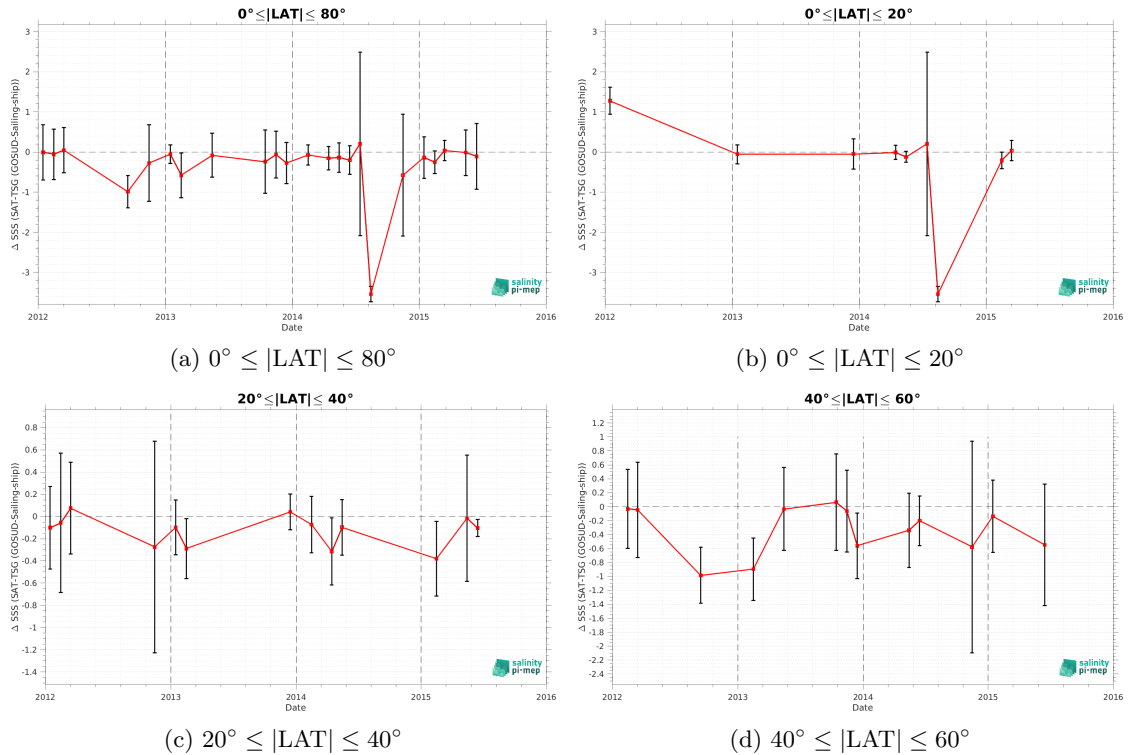 0°≤|LAT|≤ 80°
Δ SSS (SAT-TSG (GOSUD-Sailing-ship))
3
2
1
0
-1
-2
-3
2012
2013
2014
2015
2016
Date
salinity
pi-mep
(a) 0° ≤ |LAT| ≤ 80°
0°≤|LAT|≤ 20°
Δ SSS (SAT-TSG (GOSUD-Sailing-ship))
3
2
1
0
-1
-2
-3
2012
2013
2014
2015
2016
Date
salinity
pi-mep
(b) 0° ≤ |LAT| ≤ 20°
20°≤|LAT|≤ 40°
Δ SSS (SAT-TSG (GOSUD-Sailing-ship))
0.8
0.6
0.4
0.2
0
-0.2
-0.4
-0.6
-0.8
-1
-1.2
-1.4
2012
2013
2014
2015
2016
Date
salinity
pi-mep
(c) 20° ≤ |LAT| ≤ 40°
40°≤|LAT|≤ 60°
Δ SSS (SAT-TSG (GOSUD-Sailing-ship))
1.2
1
0.8
0.6
0.4
0.2
0
-0.2
-0.4
-0.6
-0.8
-1
-1.2
-1.4
-1.6
-1.8
-2
-2.2
-2.4
2012
2013
2014
2015
2016
Date
salinity
pi-mep
(d) 40° ≤ |LAT| ≤ 60°